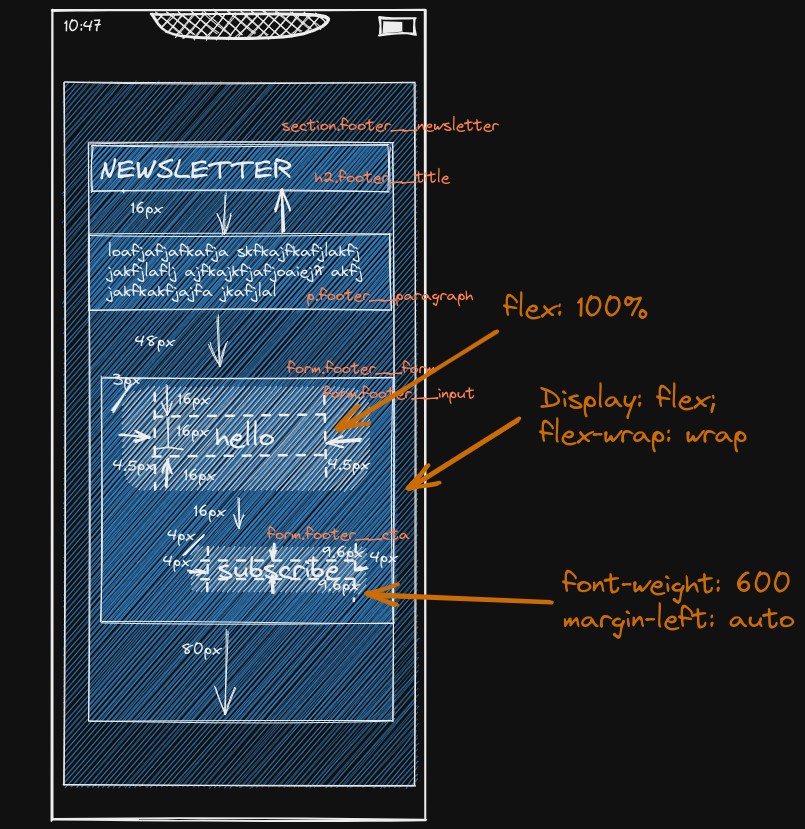 10:47
section.footer__newsletter
NEWSLETTER
h2.footer__title
16px
loafjafjafkafja skfkajfkafjlakfj
jakfjlaflj ajfkajkfjafjoaiejñ akfj
jakfkakfjajfa jkafjlal
p.footer__paragraph
flex: 100%
48px
form.footer__form
3px
form.footer__input
16px
Display: flex;
flex-wrap: wrap
16px
hello
4.5px
4.5px
16px
16px
form.footer__cta
4px
9.6px
4px
4px
subscribe
9.6px
font-weight: 600
margin-left: auto
80px